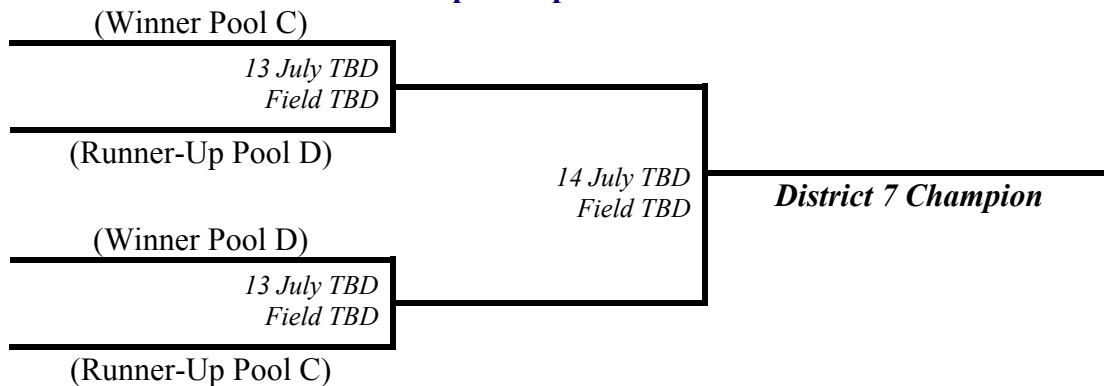 (Winner Pool C)
13 July TBD
Field TBD
(Runner-Up Pool D)
14 July TBD
Field TBD
District 7 Champion
(Winner Pool D)
13 July TBD
Field TBD
(Runner-Up Pool C)